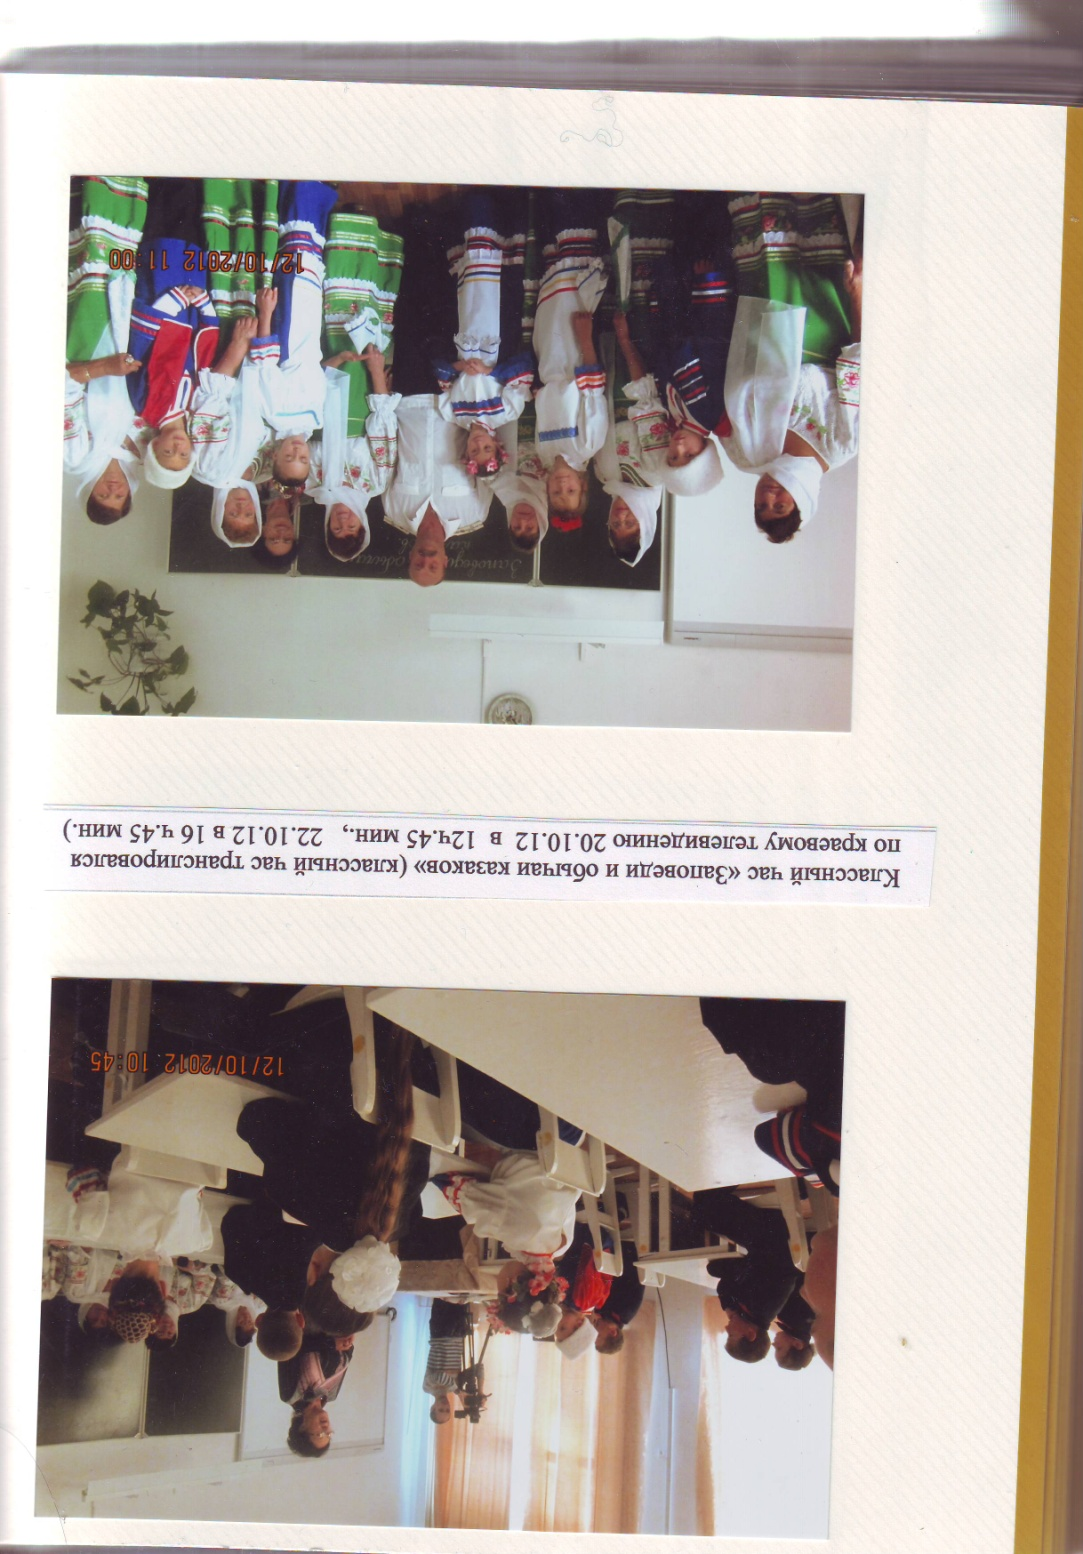 12/10/2012 10:45
Классный час «Заповеди и обычаи казаков» (классный час транслировался
по краевому телевидению 20.10.12 в 12ч.45 мин., 22.10.12 в 16 ч.45 мин.)
12/10/2012 11:00
Заповеди